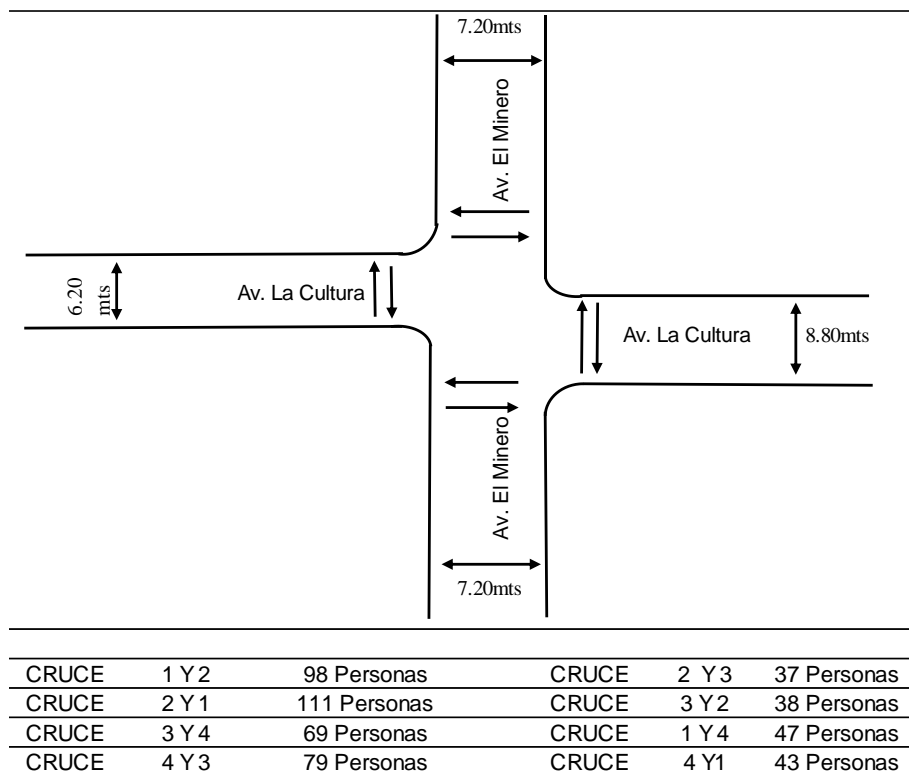 7.20mts
Av. El Minero
6.20
mts
Av. La Cultura
Av. La Cultura
8.80mts
Av. El Minero
7.20mts
CRUCE 1 Y 2 98 Personas CRUCE 2 Y 3 37 Personas
CRUCE 2 Y 1 111 Personas CRUCE 3 Y 2 38 Personas
CRUCE 3 Y 4 69 Personas CRUCE 1 Y 4 47 Personas
CRUCE 4 Y 3 79 Personas CRUCE 4 Y1 43 Personas